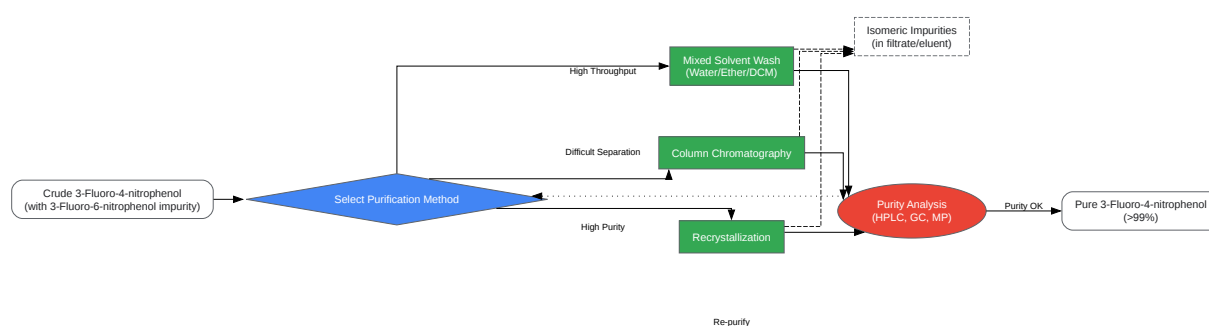 Isomeric Impurities
(in filtrate/eluent)
Mixed Solvent Wash
(Water/Ether/DCM)
High Throughput
Difficult Separation
Column Chromatography
Crude 3-Fluoro-4-nitrophenol
(with 3-Fluoro-6-nitrophenol impurity)
Select Purification Method
Purity Analysis
(HPLC, GC, MP)
Purity OK
Pure 3-Fluoro-4-nitrophenol
(>99%)
High Purity
Recrystallization
Re-purify